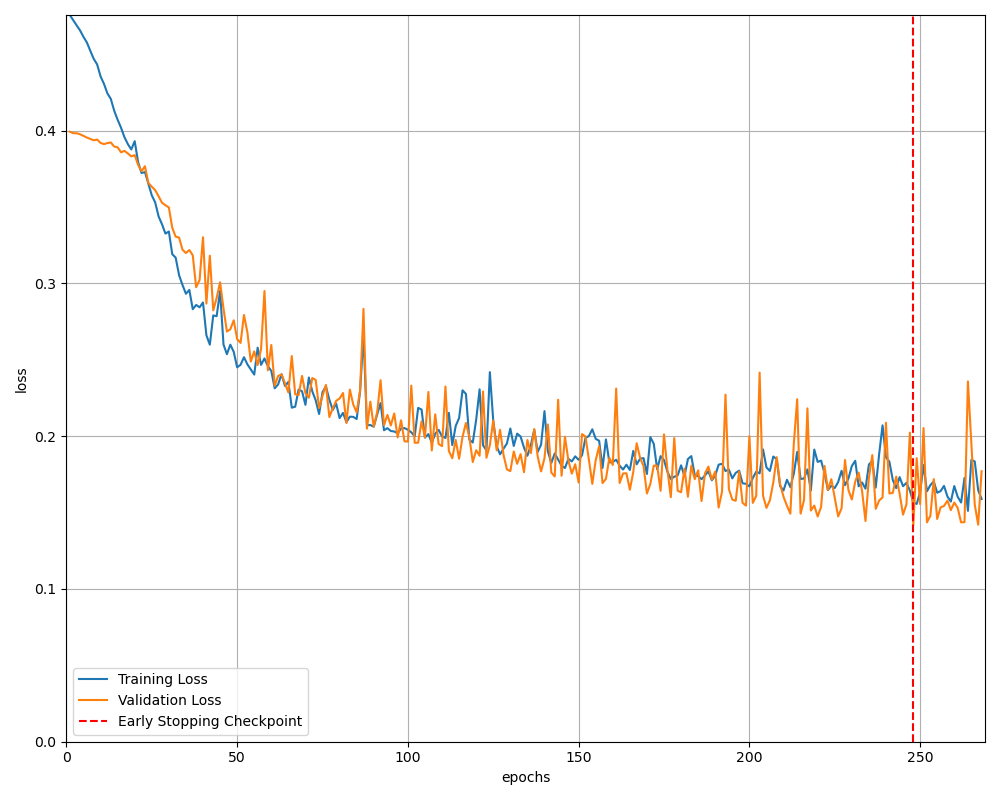 0.4
0.3
0.2
0.1
0.0
loss
0 50 100 150 200 250
epochs
Training Loss
Validation Loss
Early Stopping Checkpoint